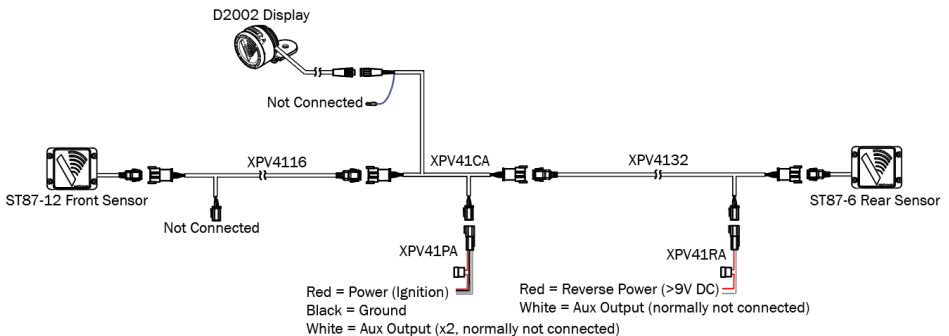 D2002 Display
Not Connected
XPV4116
XPV41CA
XPV4132
ST87-12 Front Sensor
ST87-6 Rear Sensor
Not Connected
XPV41PA
XPV41RA
Red = Power (Ignition)
Black = Ground
White = Aux Output (x2, normally not connected)
Red = Reverse Power (>9V DC)
White = Aux Output (normally not connected)